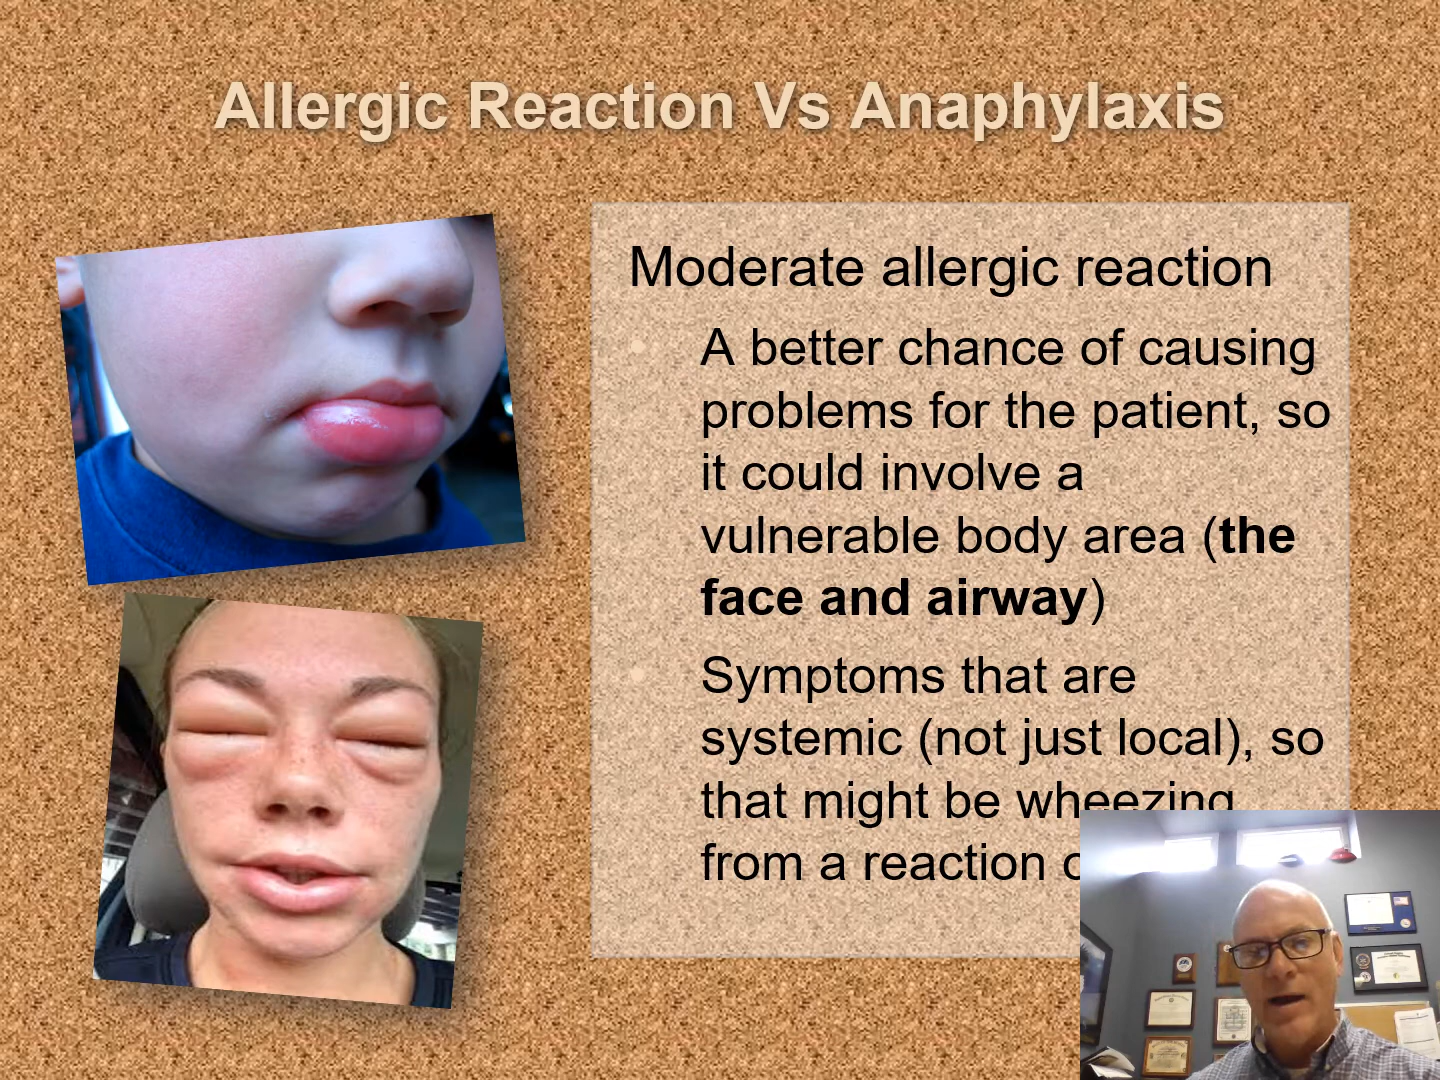 Allergic Reaction Vs Anaphylaxis
Moderate allergic reaction
A better chance of causing
problems for the patient, so
it could involve a
vulnerable body area (the
face and airway)
Symptoms that are
systemic (not just local), so
that might be wheezing
from a reaction